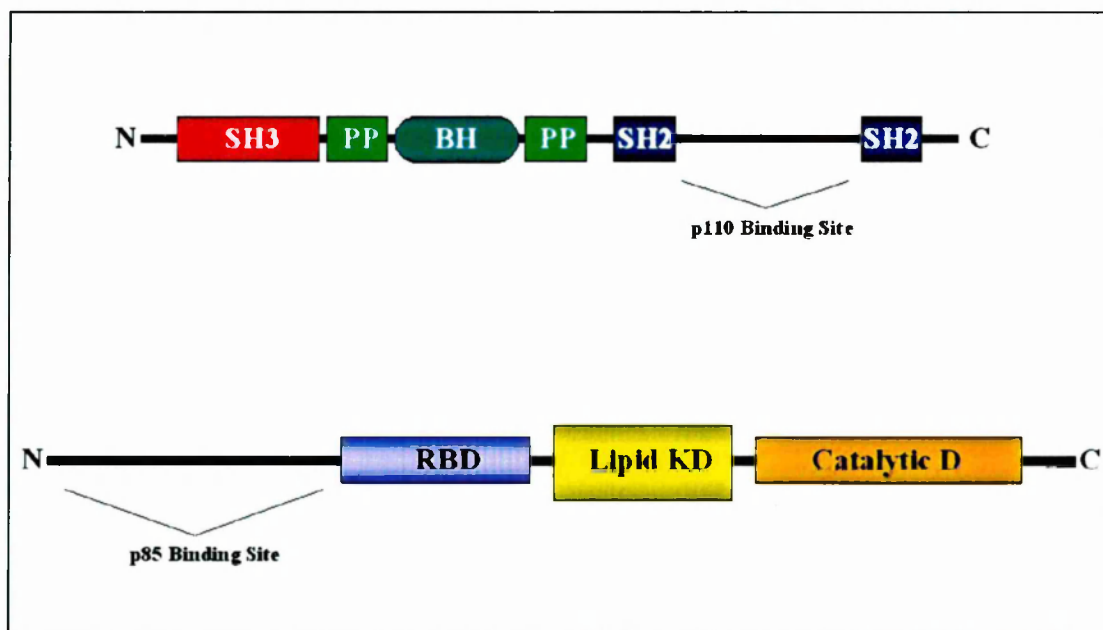 N SH3 PP BH PP SH2 SH2 C
p110 Binding Site
N RBD Lipid KD Catalytic D C
p85 Binding Site